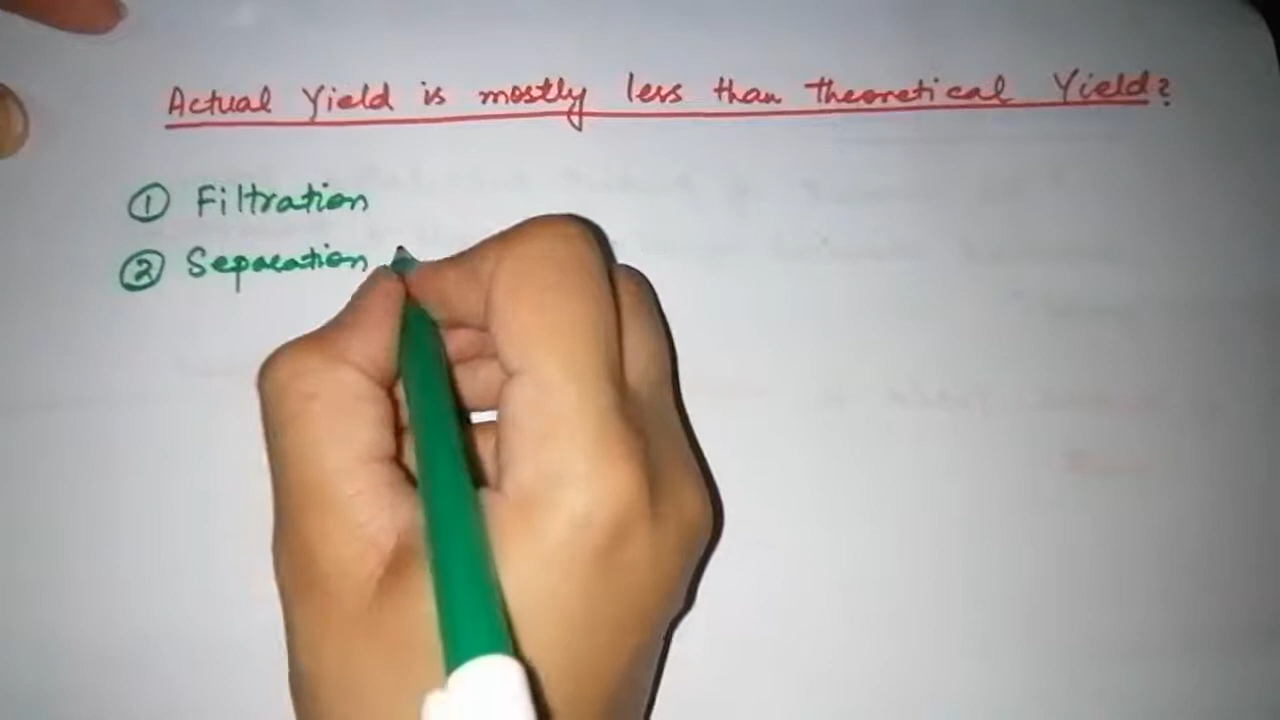 Actual Yield is mostly less than theoretical Yield?
① Filtration
② Separation